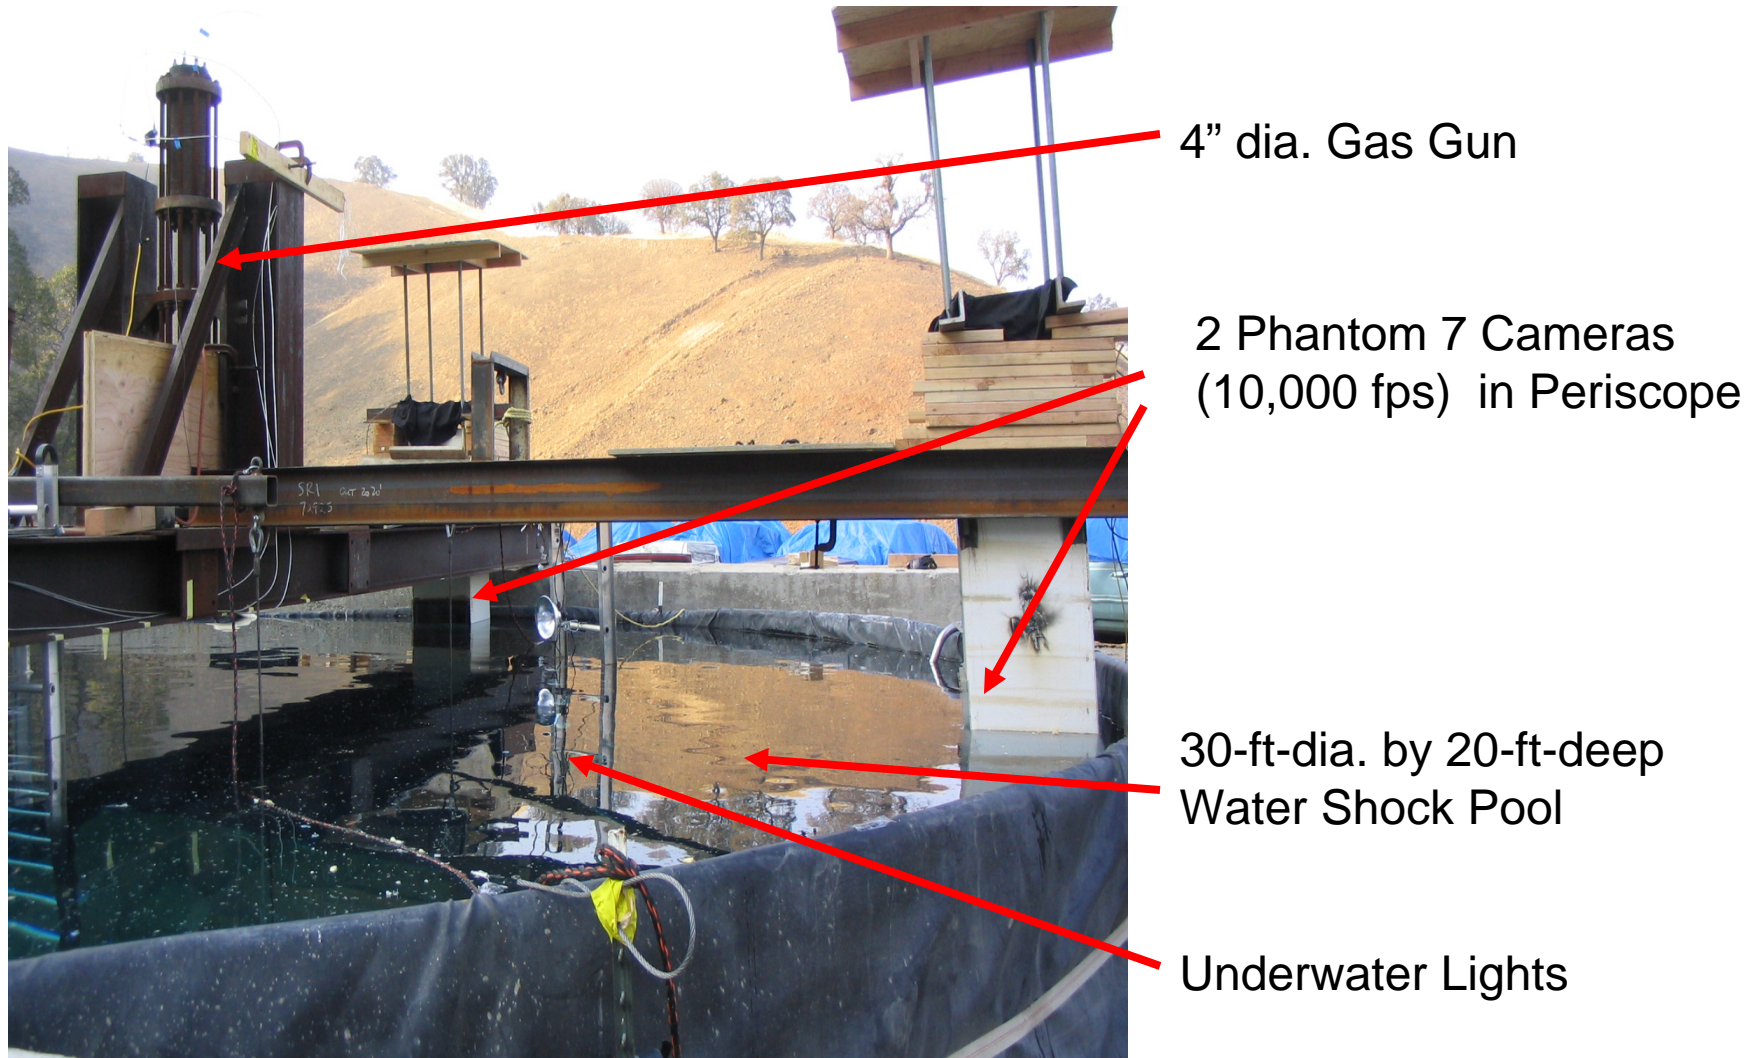 4” dia. Gas Gun
2 Phantom 7 Cameras
(10,000 fps)  in Periscope
30-ft-dia. by 20-ft-deep
Water Shock Pool
Underwater Lights
SRI